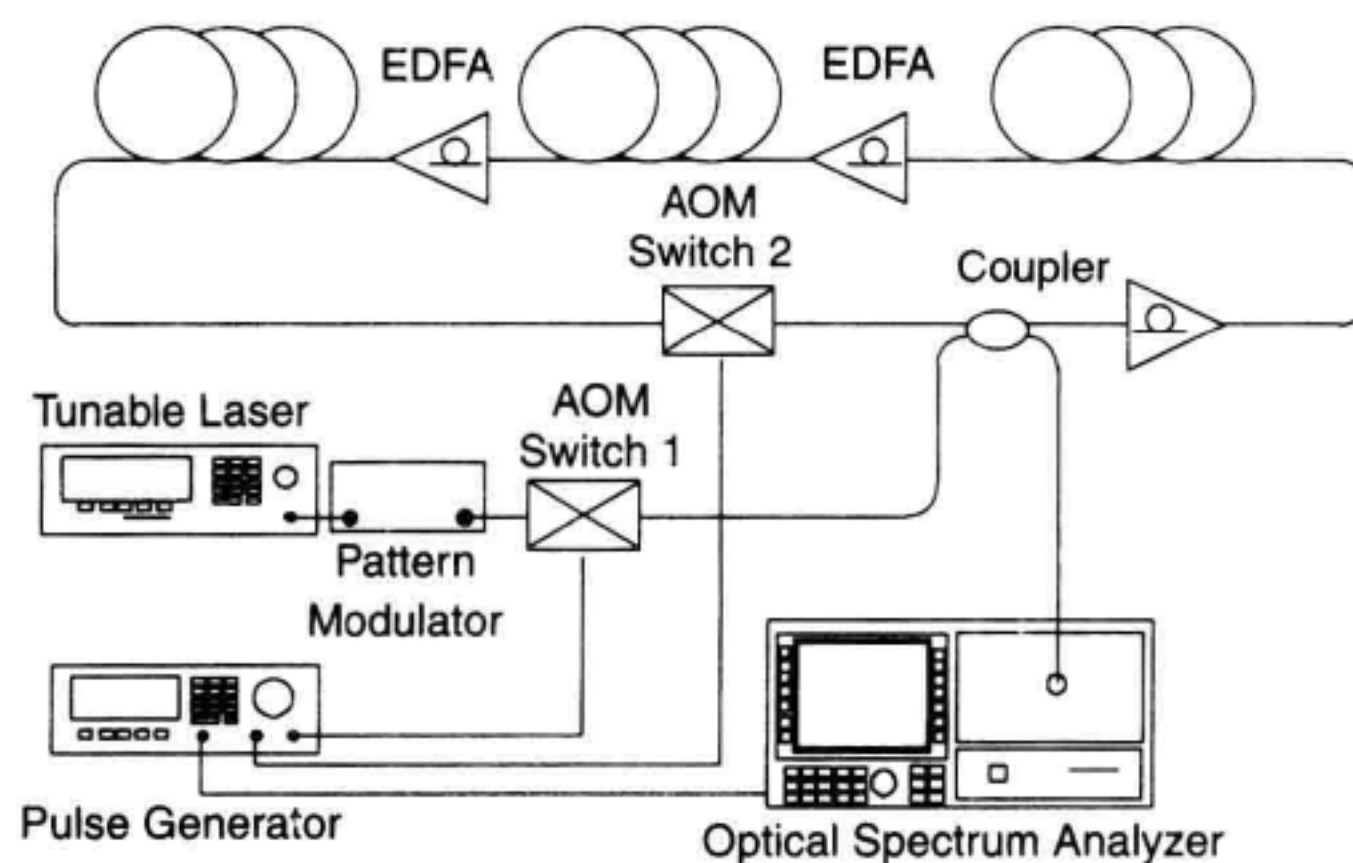 EDFA
EDFA
AOM
Switch 2
Coupler
Tunable Laser
AOM
Switch 1
Pattern
Modulator
Pulse Generator
Optical Spectrum Analyzer